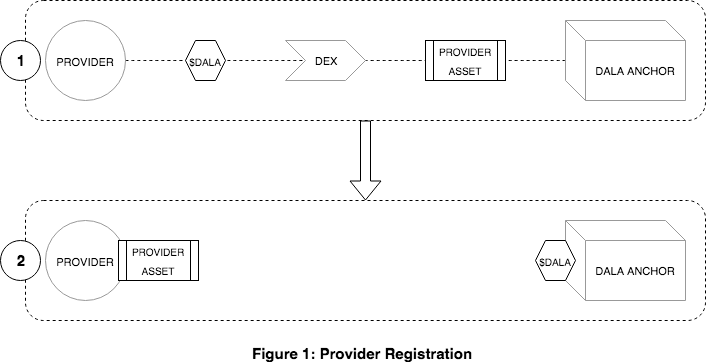 1
PROVIDER
$DALA
DEX
PROVIDER
ASSET
DALA ANCHOR
2
PROVIDER
PROVIDER
ASSET
$DALA
DALA ANCHOR
Figure 1: Provider Registration